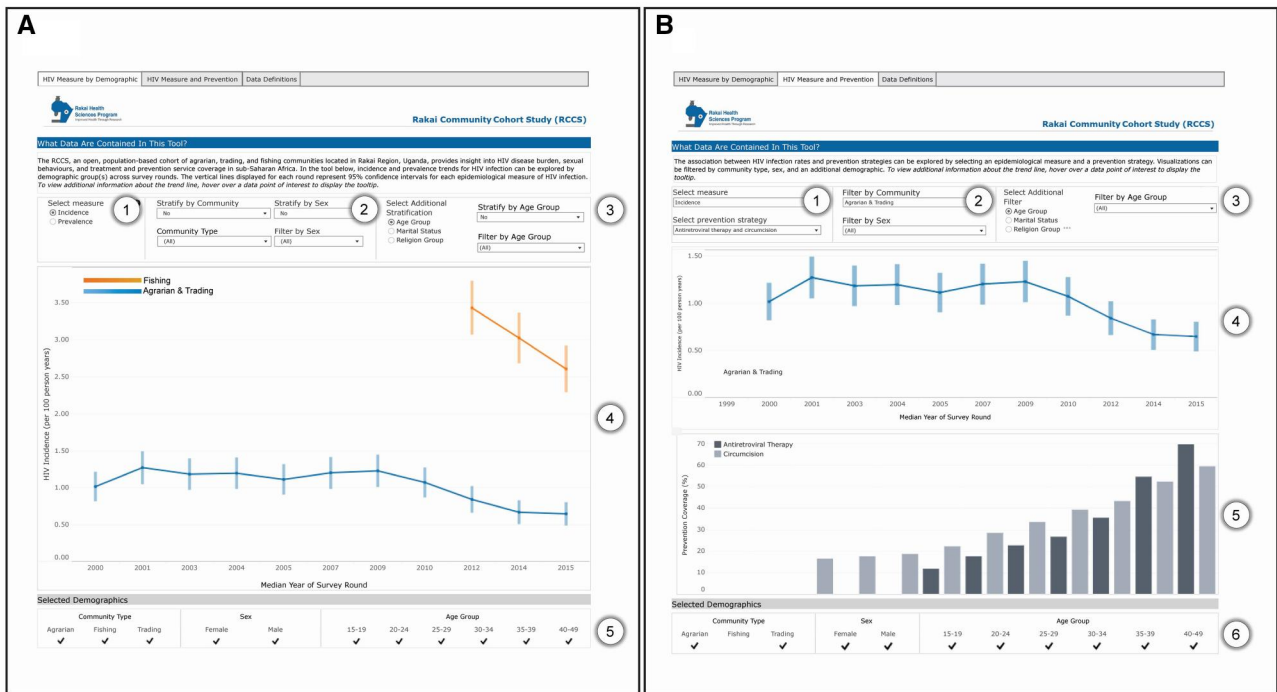 A
HIV Measure by Demographic HIV Measure and Prevention Data Definitions
Rakai Health
Sciences Program
Rakai Community Cohort Study (RCCS)
What Data Are Contained In This Tool?
The RCCS, an open, population-based cohort of agrarian, trading, and fishing communities located in Rakai Region, Uganda, provides insight into HIV disease burden, sexual
behaviours, and treatment and prevention service coverage in sub-Saharan Africa. In the tool below, incidence and prevalence trends for HIV infection can be explored by
demographic group(s) across survey rounds. The vertical lines displayed for each round represent 95% confidence intervals for each epidemiological measure of HIV infection.
To view additional information about the trend line, hover over a data point of interest to display the tooltip.
Select measure
Incidence
Prevalence
1
Stratify by Community
No
Community Type
(All)
Stratify by Sex
No
Filter by Sex
(All)
2
Select Additional
Stratification
Age Group
Marital Status
Religion Group
Stratify by Age Group
No
Filter by Age Group
(All)
3
Fishing
Agrarian & Trading
HIV Incidence (per 100 person years)
3.50
3.00
2.50
2.00
1.50
1.00
0.50
0.00
4
2000 2001 2003 2004 2005 2007 2009 2010 2012 2014 2015
Median Year of Survey Round
Selected Demographics
Community Type Sex Age Group
Agrarian Fishing Trading Female Male 15-19 20-24 25-29 30-34 35-39 40-49
5
B
HIV Measure by Demographic HIV Measure and Prevention Data Definitions
Rakai Health
Sciences Program
Rakai Community Cohort Study (RCCS)
What Data Are Contained In This Tool?
The association between HIV infection rates and prevention strategies can be explored by selecting an epidemiological measure and a prevention strategy. Visualizations can
be filtered by community type, sex, and an additional demographic. To view additional information about the trend line, hover over a data point of interest to display the
tooltip.
Select measure
Incidence
Select prevention strategy
Antiretroviral therapy and circumcision
1
Filter by Community
Agrarian & Trading
Filter by Sex
(All)
2
Select Additional
Filter
Age Group
Marital Status
Religion Group
Filter by Age Group
(All)
3
HIV Incidence (per 100 person years)
1.50
1.00
0.50
0.00
Agrarian & Trading
4
1999 2000 2001 2003 2004 2005 2007 2009 2010 2012 2014 2015
Median Year of Survey Round
Antiretroviral Therapy
Circumcision
Prevention Coverage (%)
70
60
50
40
30
20
10
0
5
Selected Demographics
Community Type Sex Age Group
Agrarian Fishing Trading Female Male 15-19 20-24 25-29 30-34 35-39 40-49
6